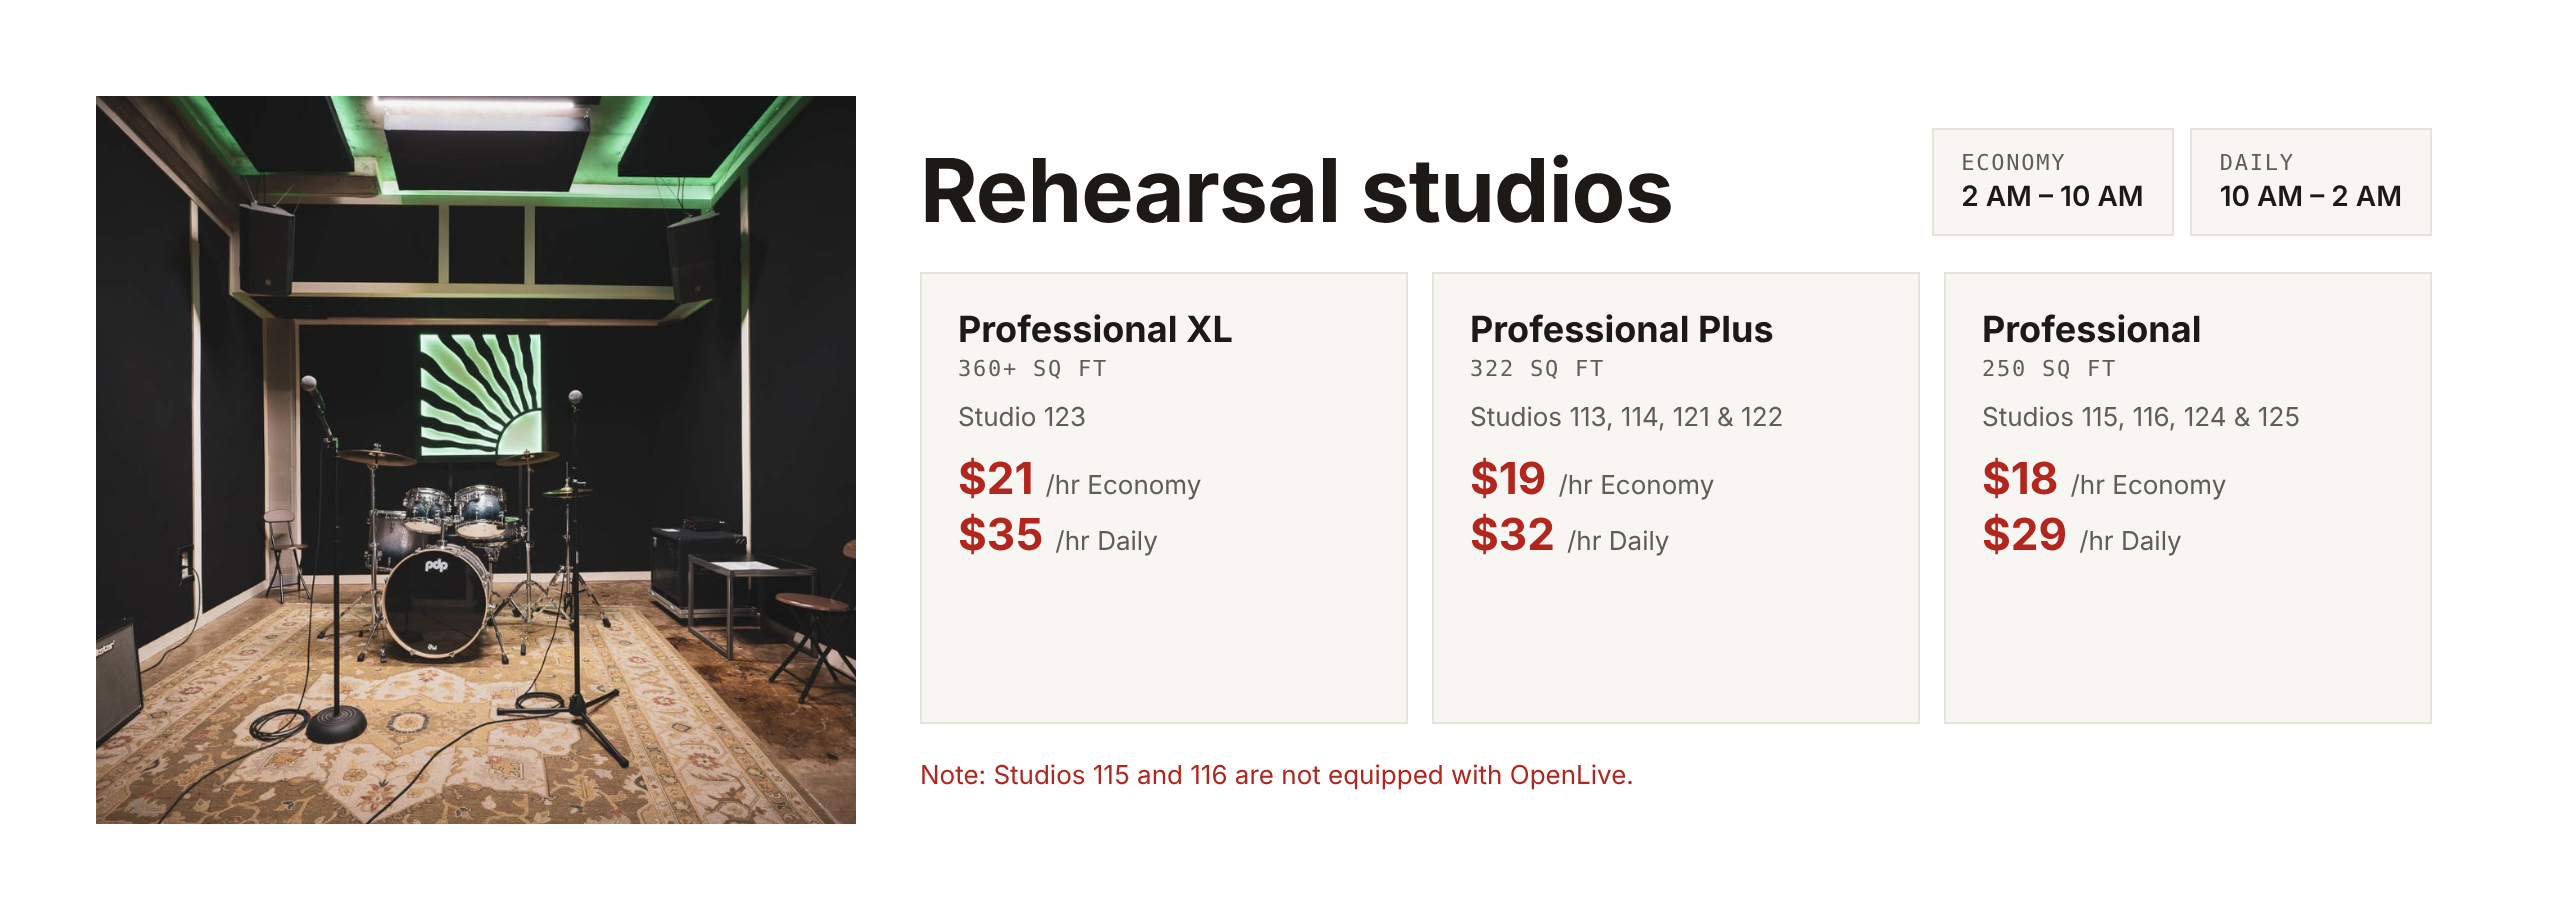 Rehearsal studios
ECONOMY
2 AM – 10 AM
DAILY
10 AM – 2 AM
Professional XL
360+ SQ FT
Studio 123
$21 /hr Economy
$35 /hr Daily
Professional Plus
322 SQ FT
Studios 113, 114, 121 & 122
$19 /hr Economy
$32 /hr Daily
Professional
250 SQ FT
Studios 115, 116, 124 & 125
$18 /hr Economy
$29 /hr Daily
Note: Studios 115 and 116 are not equipped with OpenLive.
pdp